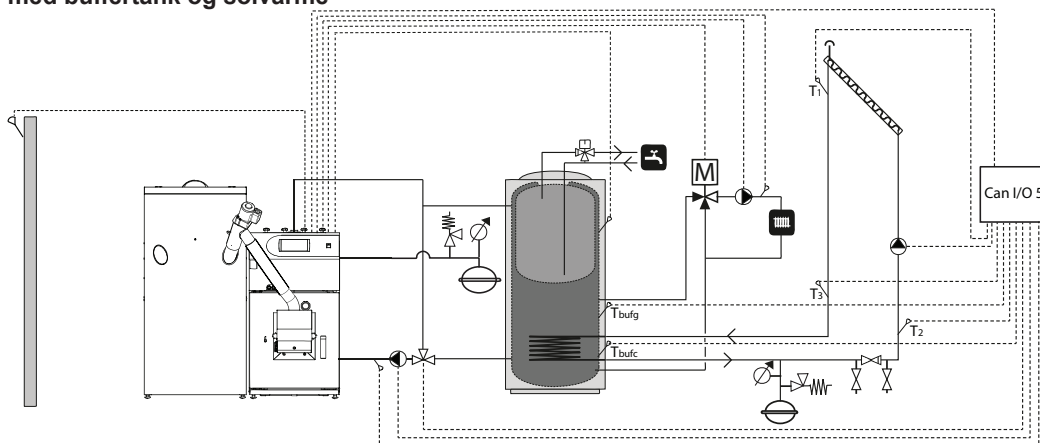 med buffertank og solvarme
T1
M
Can I/O 5
T3
Tbufg
T2
Tbufc